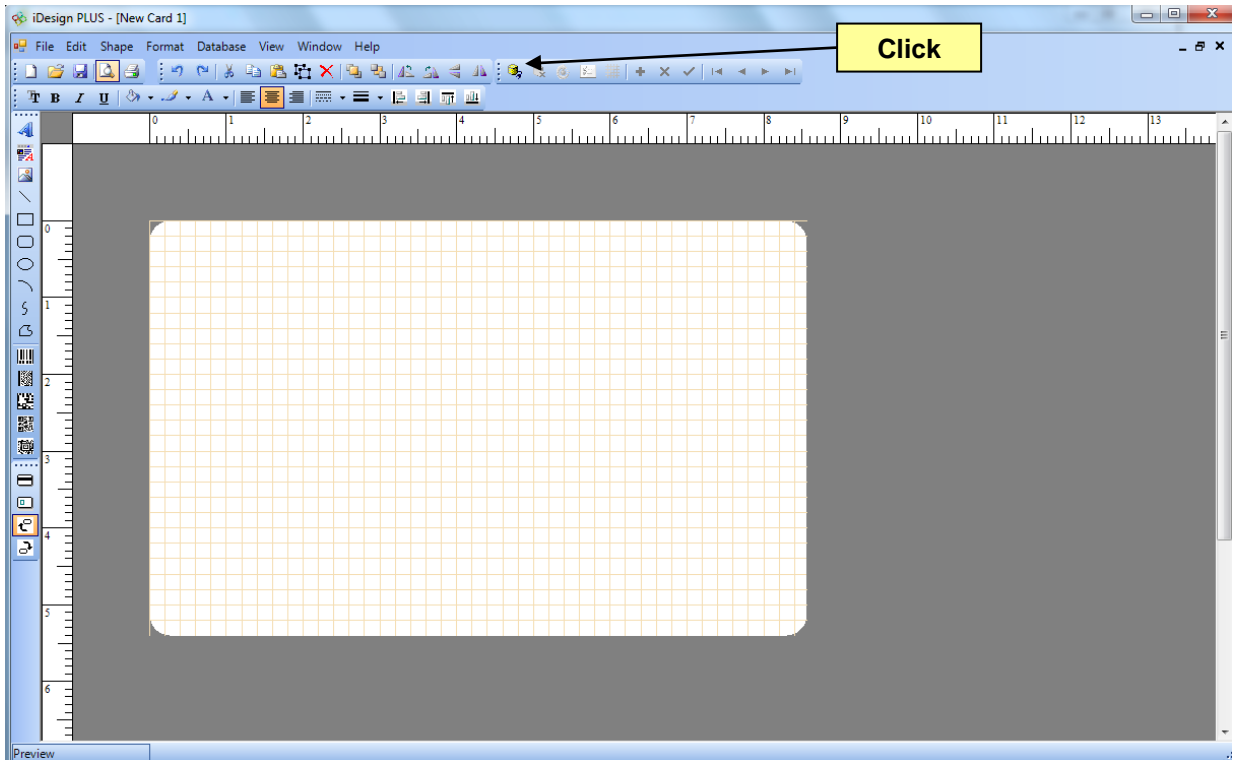 iDesign PLUS - [New Card 1]
File Edit Shape Format Database View Window Help
Click
T B I U A
0 1 2 3 4 5 6 7 8 9 10 11 12 13
0
1
2
3
4
5
6
Preview